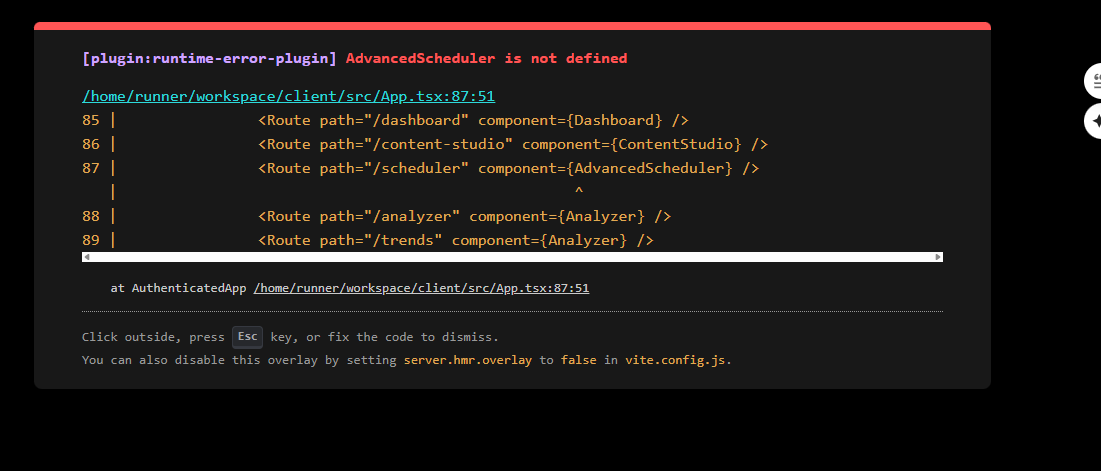 [plugin:runtime-error-plugin] AdvancedScheduler is not defined
/home/runner/workspace/client/src/App.tsx:87:51
85 |                <Route path="/dashboard" component={Dashboard} />
86 |                <Route path="/content-studio" component={ContentStudio} />
87 |                <Route path="/scheduler" component={AdvancedScheduler} />
   |                                                    ^
88 |                <Route path="/analyzer" component={Analyzer} />
89 |                <Route path="/trends" component={Analyzer} />
at AuthenticatedApp /home/runner/workspace/client/src/App.tsx:87:51
Click outside, press Esc key, or fix the code to dismiss.
You can also disable this overlay by setting server.hmr.overlay to false in vite.config.js.